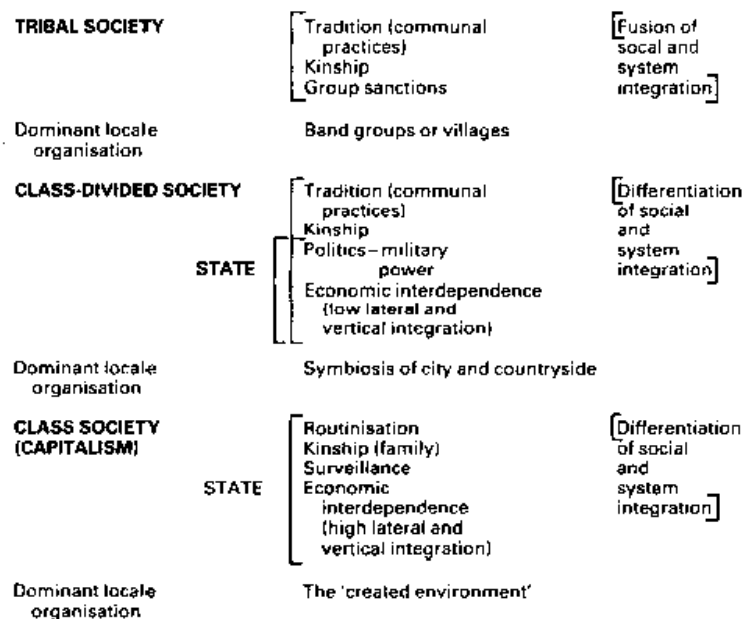 TRIBAL SOCIETY
Tradition (communal
practices)
Kinship
Group sanctions
[Fusion of
socal and
system
integration]
Dominant locale
organisation
Band groups or villages
CLASS-DIVIDED SOCIETY
STATE
Tradition (communal
practices)
Kinship
Politics–military
power
Economic interdependence
(low lateral and
vertical integration)
[Differentiation
of social
and
system
integration]
Dominant locale
organisation
Symbiosis of city and countryside
CLASS SOCIETY
(CAPITALISM)
STATE
Routinisation
Kinship (family)
Surveillance
Economic
interdependence
(high lateral and
vertical integration)
[Differentiation
of social
and
system
integration]
Dominant locale
organisation
The 'created environment'